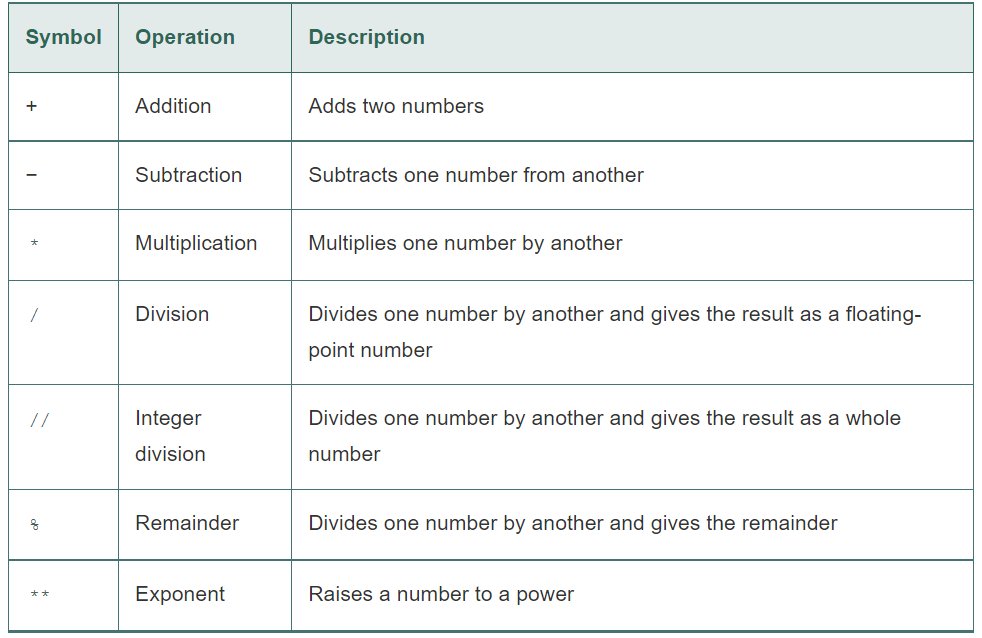 Symbol Operation Description
+ Addition Adds two numbers
− Subtraction Subtracts one number from another
* Multiplication Multiplies one number by another
/ Division Divides one number by another and gives the result as a floating-
point number
// Integer Divides one number by another and gives the result as a whole
division number
% Remainder Divides one number by another and gives the remainder
** Exponent Raises a number to a power